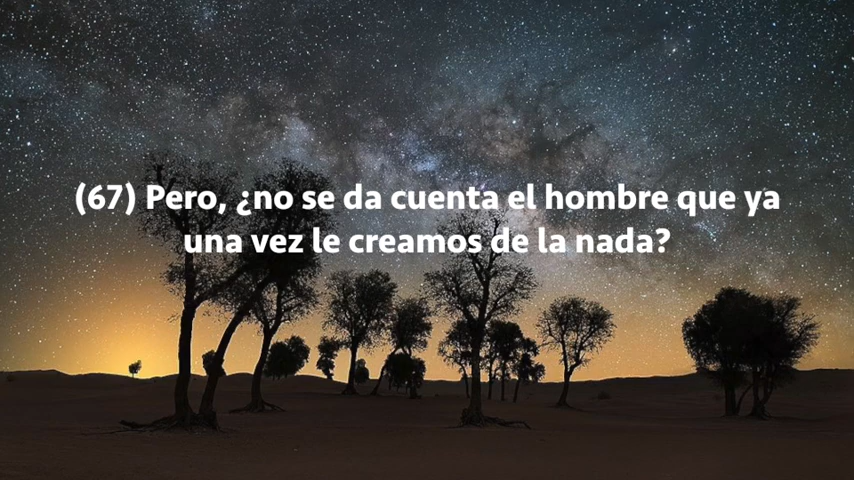 (67) Pero, ¿no se da cuenta el hombre que ya
una vez le creamos de la nada?